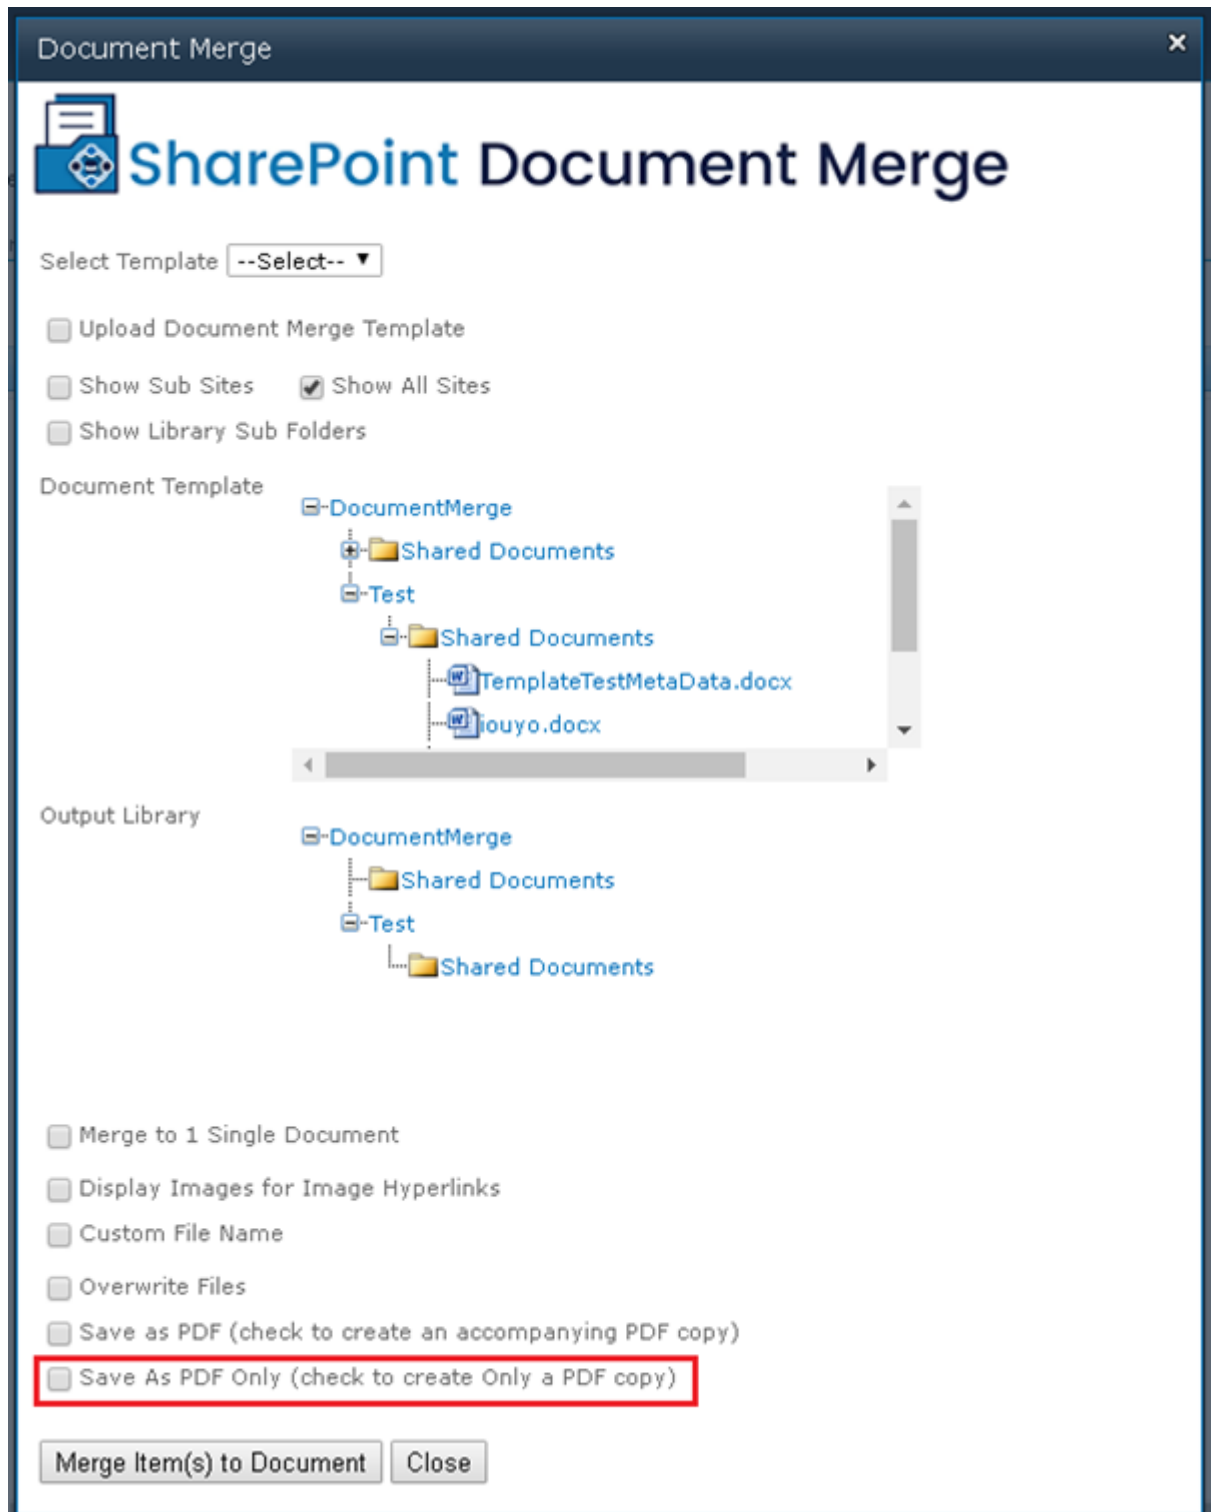 Document Merge
SharePoint Document Merge
Select Template --Select--
Upload Document Merge Template
Show Sub Sites Show All Sites
Show Library Sub Folders
Document Template
DocumentMerge
Shared Documents
Test
Shared Documents
TemplateTestMetaData.docx
iouyo.docx
Output Library
DocumentMerge
Shared Documents
Test
Shared Documents
Merge to 1 Single Document
Display Images for Image Hyperlinks
Custom File Name
Overwrite Files
Save as PDF (check to create an accompanying PDF copy)
Save As PDF Only (check to create Only a PDF copy)
Merge Item(s) to Document Close